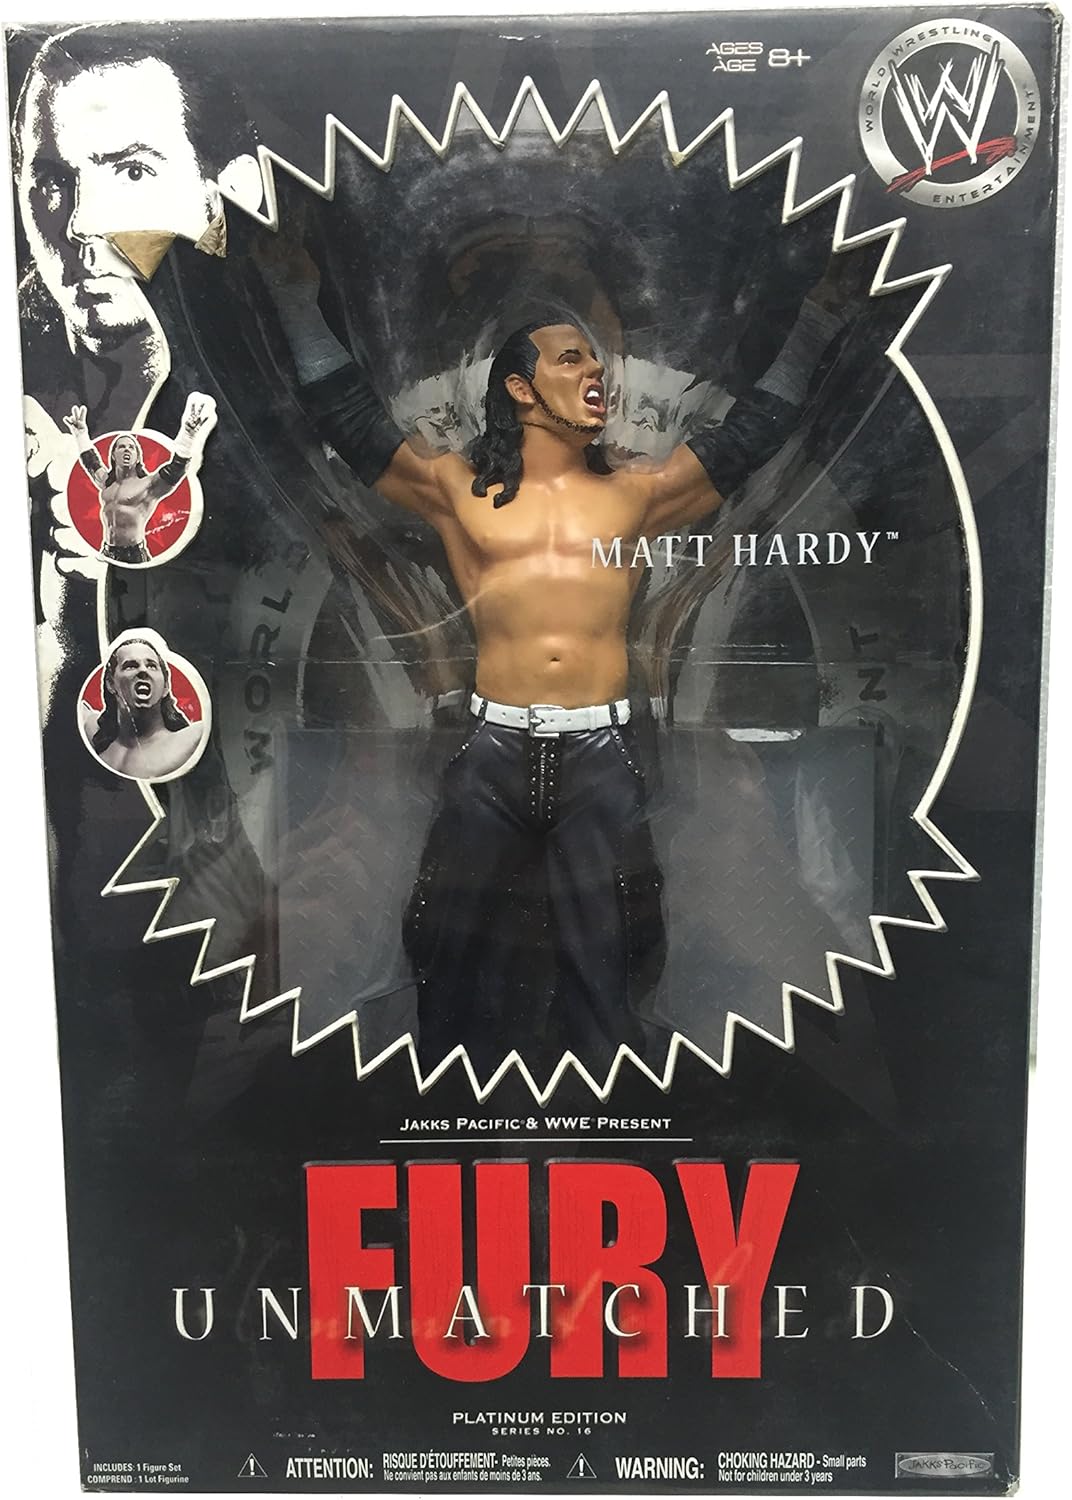 AGES 8+
ÂGE
WORLD WRESTLING
W
ENTERTAINMENT
MATT HARDY™
WORL
ENT
JAKKS PACIFIC® & WWE® PRESENT
FURY
UNMATCHED
PLATINUM EDITION
SERIES NO. 16
INCLUDES: 1 Figure Set
COMPREND : 1 Lot Figurine
ATTENTION: RISQUE D'ÉTOUFFEMENT- Petites pièces.
Ne convient pas aux enfants de moins de 3 ans.
WARNING: CHOKING HAZARD - Small parts
Not for children under 3 years
JAKKS Pacific